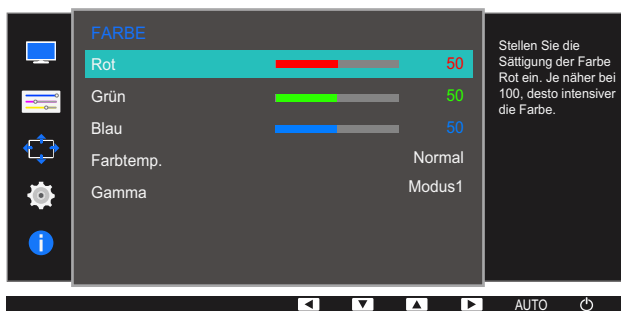 FARBE
Rot 50
Grün 50
Blau 50
Farbtemp. Normal
Gamma Modus1
Stellen Sie die
Sättigung der Farbe
Rot ein. Je näher bei
100, desto intensiver
die Farbe.
AUTO